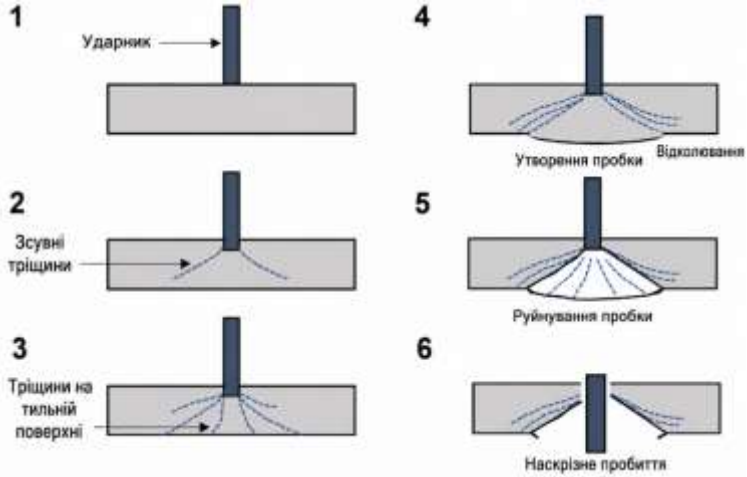 1
Ударник
2
Зсувні
тріщини
3
Тріщини на
тильній
поверхні
4
Утворення пробки
Відколювання
5
Руйнування пробки
6
Наскрізне пробиття